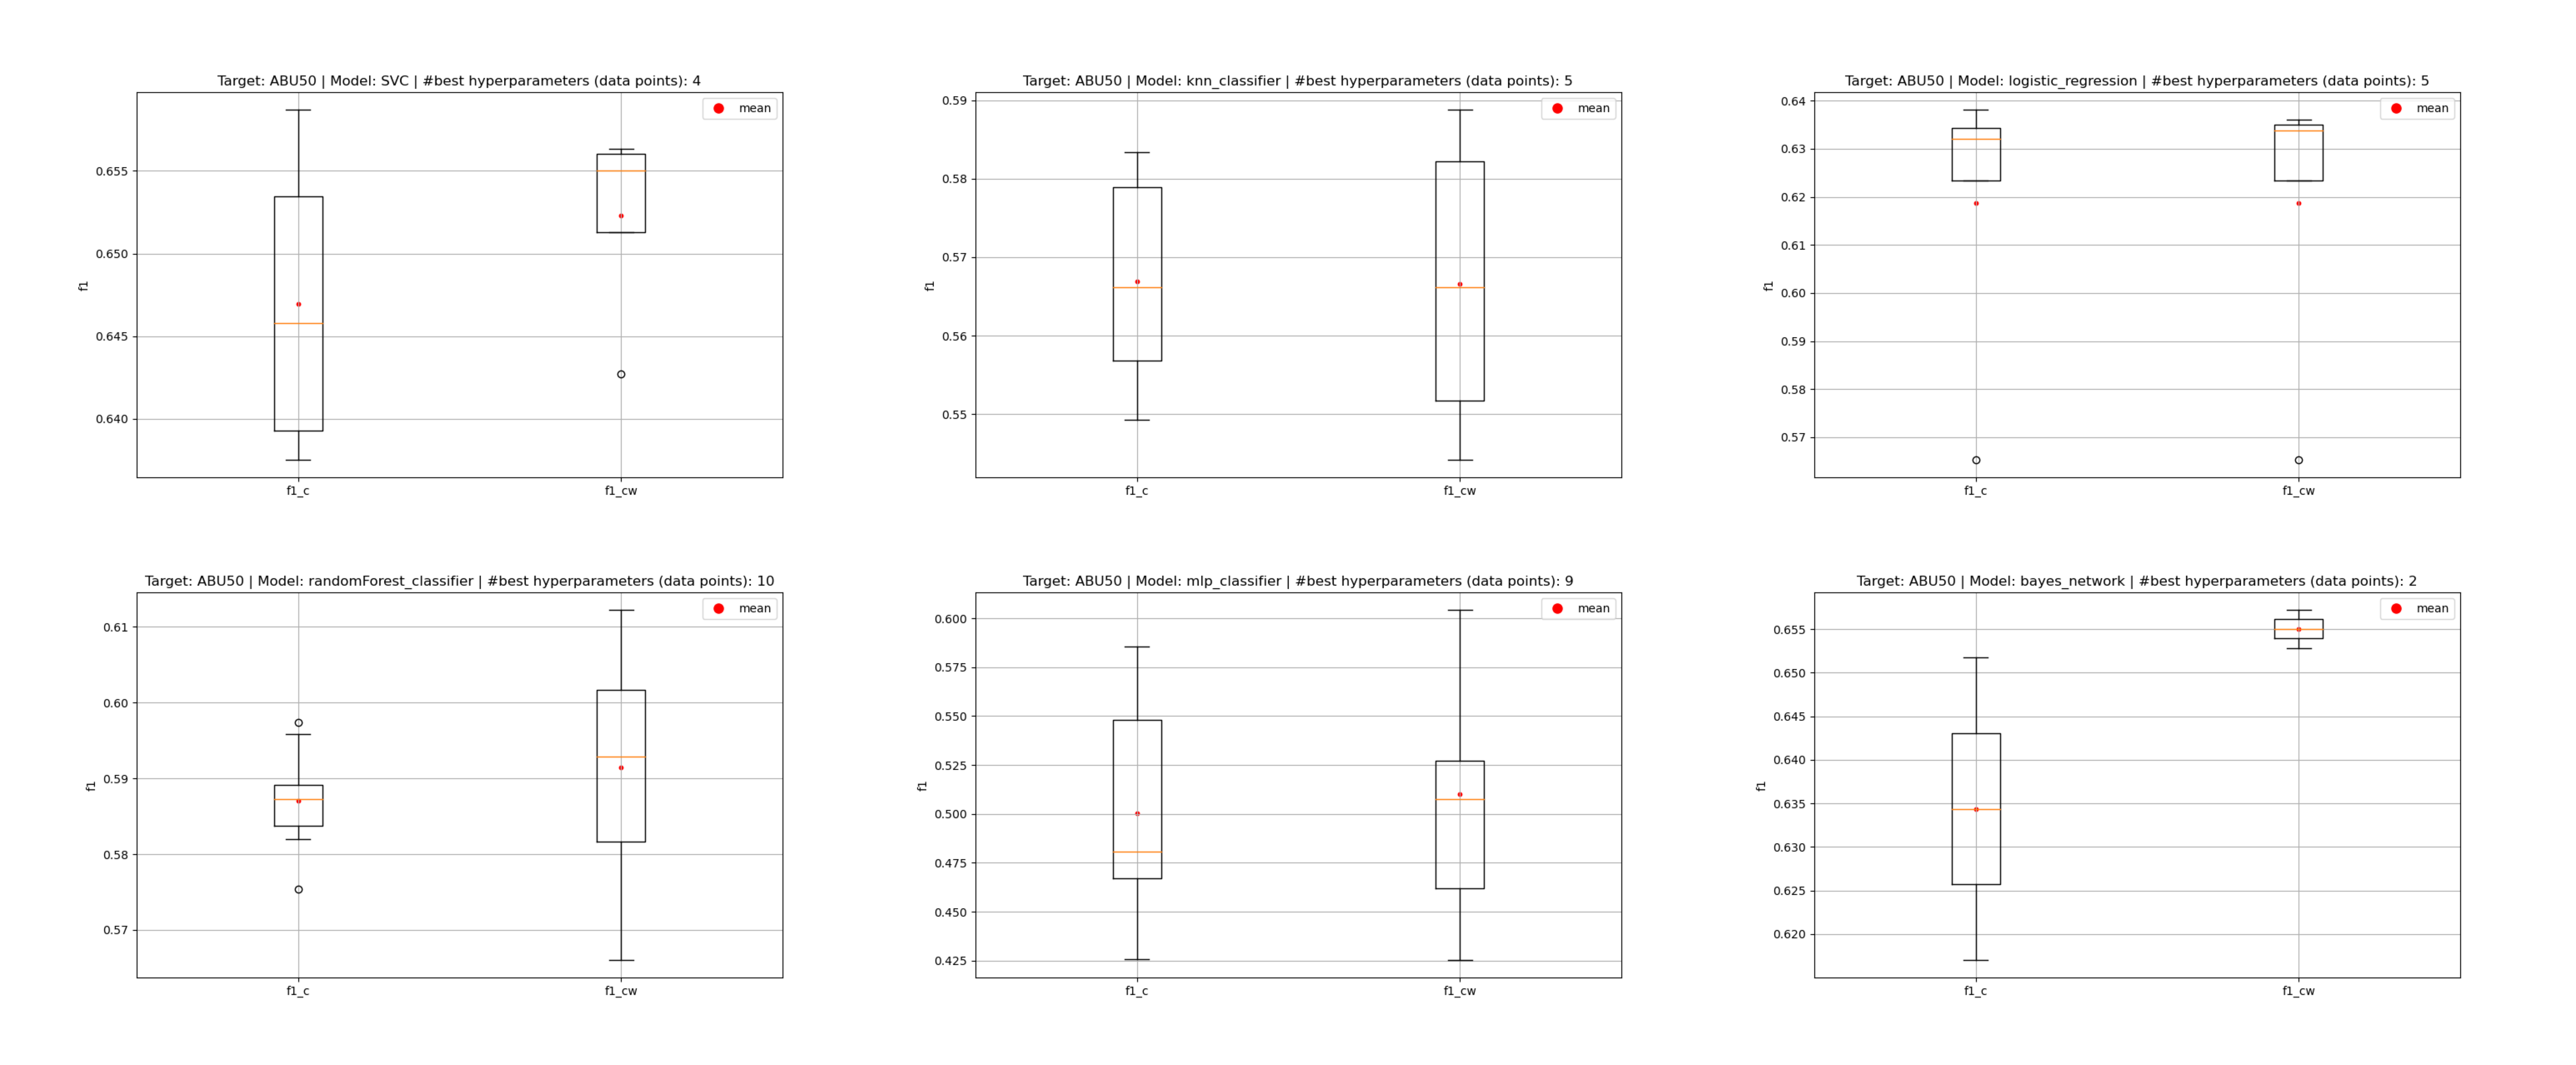 Target: ABU50 | Model: SVC | #best hyperparameters (data points): 4
mean
0.655
0.650
0.645
0.640
f1
f1_c
f1_cw
Target: ABU50 | Model: knn_classifier | #best hyperparameters (data points): 5
mean
0.59
0.58
0.57
0.56
0.55
f1
f1_c
f1_cw
Target: ABU50 | Model: logistic_regression | #best hyperparameters (data points): 5
mean
0.64
0.63
0.62
0.61
0.60
0.59
0.58
0.57
f1
f1_c
f1_cw
Target: ABU50 | Model: randomForest_classifier | #best hyperparameters (data points): 10
mean
0.61
0.60
0.59
0.58
0.57
f1
f1_c
f1_cw
Target: ABU50 | Model: mlp_classifier | #best hyperparameters (data points): 9
mean
0.600
0.575
0.550
0.525
0.500
0.475
0.450
0.425
f1
f1_c
f1_cw
Target: ABU50 | Model: bayes_network | #best hyperparameters (data points): 2
mean
0.655
0.650
0.645
0.640
0.635
0.630
0.625
0.620
f1
f1_c
f1_cw